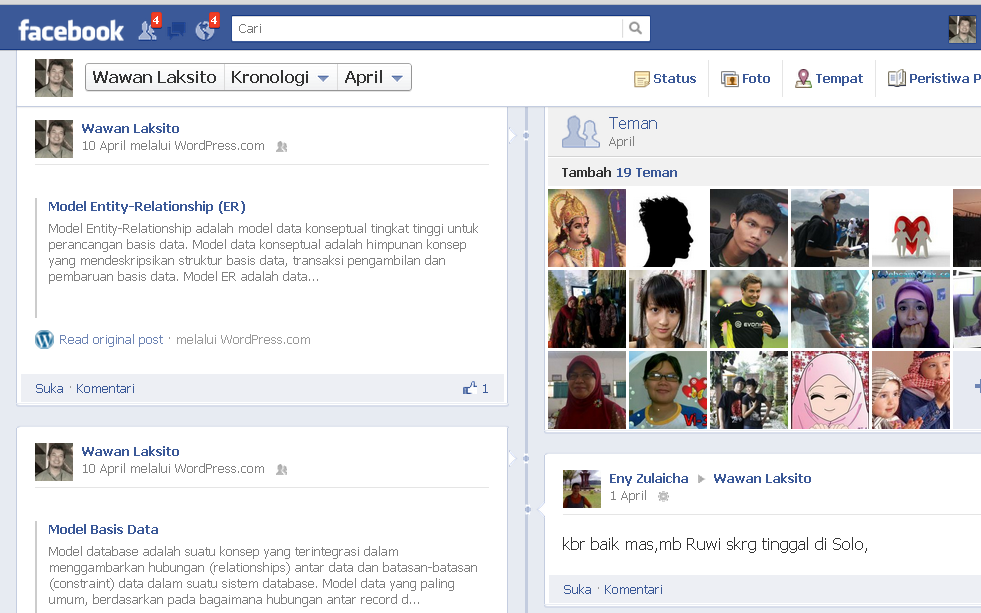 facebook
4
4
Cari
Wawan Laksito Kronologi April
Status Foto Tempat Peristiwa P
Wawan Laksito
10 April melalui WordPress.com
Model Entity-Relationship (ER)
Model Entity-Relationship adalah model data konseptual tingkat tinggi untuk
perancangan basis data. Model data konseptual adalah himpunan konsep
yang mendeskripsikan struktur basis data, transaksi pengambilan dan
pembaruan basis data. Model ER adalah data...
Read original post · melalui WordPress.com
Suka · Komentari
1
Wawan Laksito
10 April melalui WordPress.com
Model Basis Data
Model database adalah suatu konsep yang terintegrasi dalam
menggambarkan hubungan (relationships) antar data dan batasan-batasan
(constraint) data dalam suatu sistem database. Model data yang paling
umum, berdasarkan pada bagaimana hubungan antar record d...
Teman
April
Tambah 19 Teman
Eny Zulaicha Wawan Laksito
1 April
kbr baik mas,mb Ruwi skrg tinggal di Solo,
Suka · Komentari